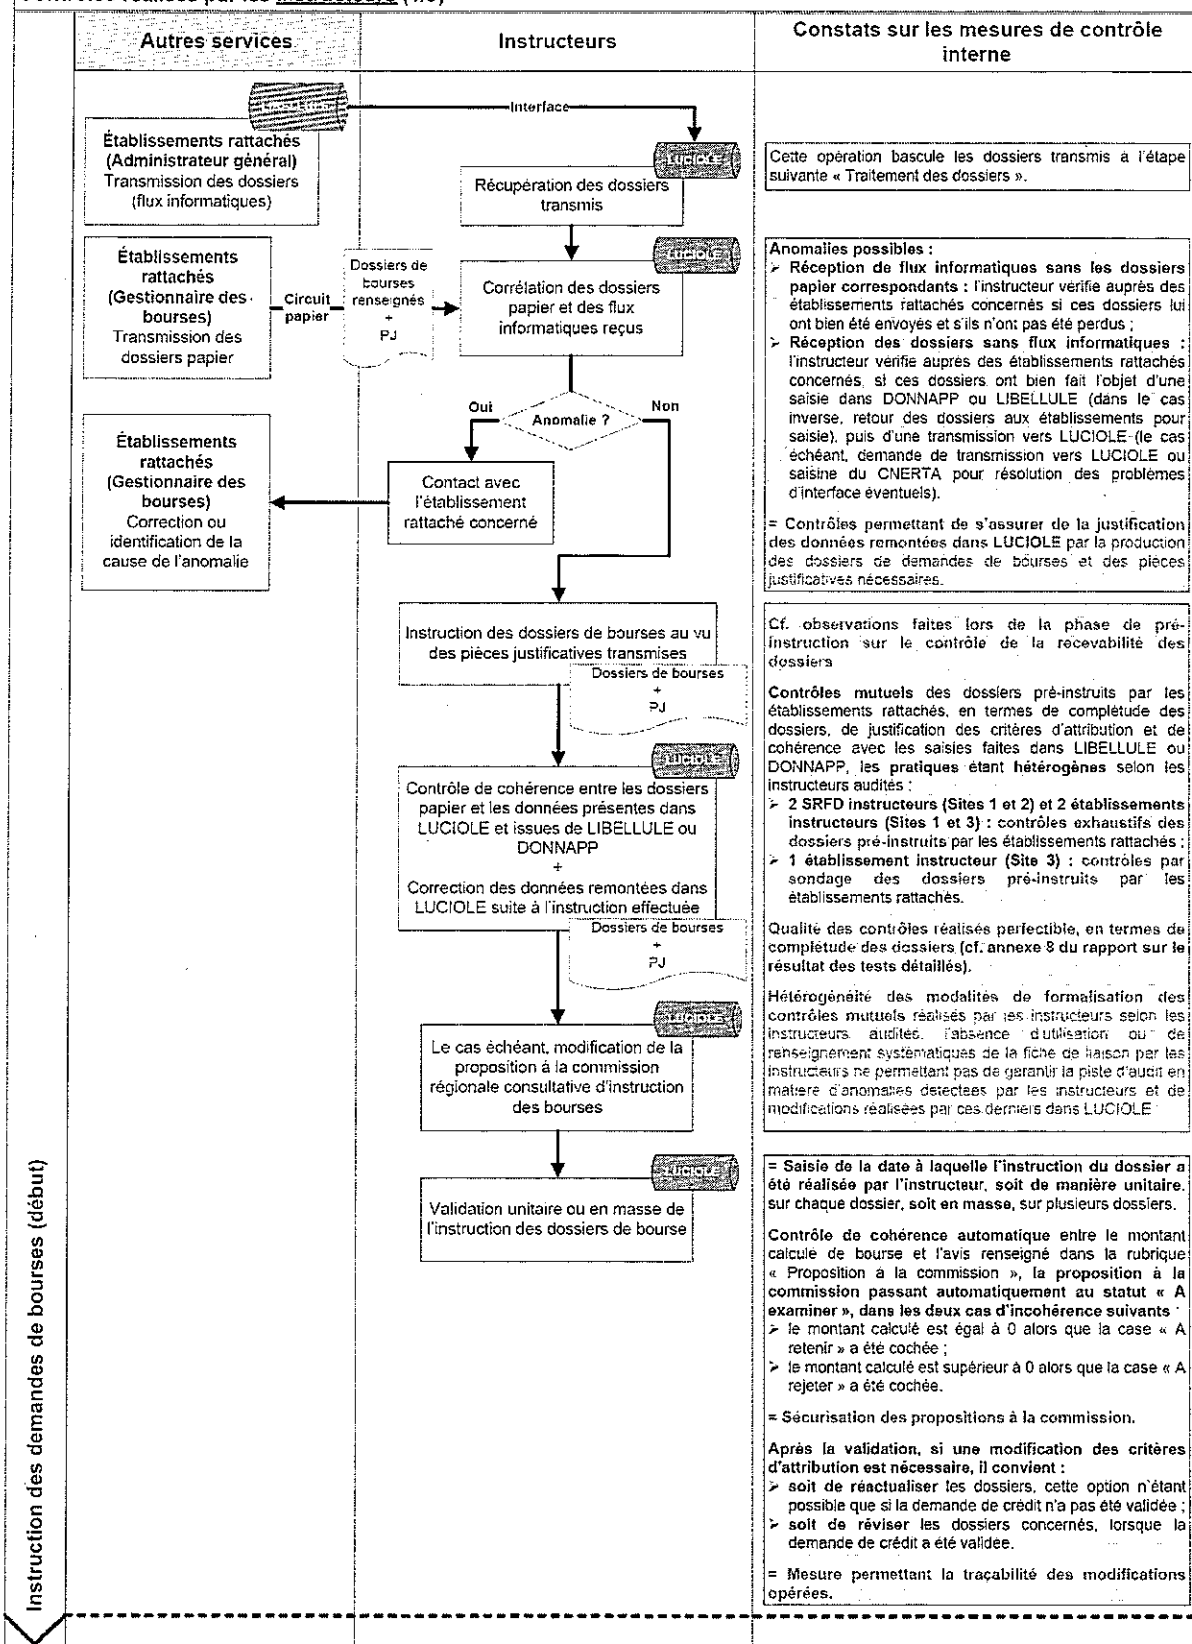 Autres services
Instructeurs
Constats sur les mesures de contrôle
interne
Interface
LUCIOLE
Établissements rattachés
(Administrateur général)
Transmission des dossiers
(flux informatiques)
Récupération des dossiers
transmis
Cette opération bascule les dossiers transmis à l'étape
suivante « Traitement des dossiers ».
Établissements
rattachés
(Gestionnaire des
bourses)
Transmission des
dossiers papier
Circuit
papier
Dossiers de
bourses
renseignés
+
PJ
LUCIOLE
Corrélation des dossiers
papier et des flux
informatiques reçus
Anomalies possibles :
➢ Réception de flux informatiques sans les dossiers
papier correspondants : l'instructeur vérifie auprès des
établissements rattachés concernés si ces dossiers lui
ont bien été envoyés et s'ils n'ont pas été perdus ;
➢ Réception des dossiers sans flux informatiques :
l'instructeur vérifie auprès des établissements rattachés
concernés, si ces dossiers ont bien fait l'objet d'une
saisie dans DONNAPP ou LIBELLULE (dans le cas
inverse, retour des dossiers aux établissements pour
saisie), puis d'une transmission vers LUCIOLE (le cas
échéant, demande de transmission vers LUCIOLE ou
saisine du CNERTA pour résolution des problèmes
d'interface éventuels).
= Contrôles permettant de s'assurer de la justification
des données remontées dans LUCIOLE par la production
des dossiers de demandes de bourses et des pièces
justificatives nécessaires.
Oui
Anomalie ?
Non
Établissements
rattachés
(Gestionnaire des
bourses)
Correction ou
identification de la
cause de l'anomalie
Contact avec
l'établissement
rattaché concerné
Instruction des dossiers de bourses au vu
des pièces justificatives transmises
Dossiers de bourses
+
PJ
Cf. observations faites lors de la phase de pré-
instruction sur le contrôle de la recevabilité des
dossiers
Contrôles mutuels des dossiers pré-instruits par les
établissements rattachés, en termes de complétude des
dossiers, de justification des critères d'attribution et de
cohérence avec les saisies faites dans LIBELLULE ou
DONNAPP, les pratiques étant hétérogènes selon les
instructeurs audités :
➢ 2 SRFD instructeurs (Sites 1 et 2) et 2 établissements
instructeurs (Sites 1 et 3) : contrôles exhaustifs des
dossiers pré-instruits par les établissements rattachés ;
➢ 1 établissement instructeur (Site 3) : contrôles par
sondage des dossiers pré-instruits par les
établissements rattachés.
Qualité des contrôles réalisés perfectible, en termes de
complétude des dossiers (cf. annexe 8 du rapport sur le
résultat des tests détaillés).
Hétérogénéité des modalités de formalisation des
contrôles mutuels réalisés par les instructeurs selon les
instructeurs audités, l'absence d'utilisation ou de
renseignement systématiques de la fiche de liaison par les
instructeurs ne permettant pas de garantir la piste d'audit en
matière d'anomalies détectées par les instructeurs et de
modifications réalisées par ces derniers dans LUCIOLE
LUCIOLE
Contrôle de cohérence entre les dossiers
papier et les données présentes dans
LUCIOLE et issues de LIBELLULE ou
DONNAPP
+
Correction des données remontées dans
LUCIOLE suite à l'instruction effectuée
Dossiers de bourses
+
PJ
LUCIOLE
Le cas échéant, modification de la
proposition à la commission
régionale consultative d'instruction
des bourses
LUCIOLE
Validation unitaire ou en masse de
l'instruction des dossiers de bourse
= Saisie de la date à laquelle l'instruction du dossier a
été réalisée par l'instructeur, soit de manière unitaire,
sur chaque dossier, soit en masse, sur plusieurs dossiers.
Contrôle de cohérence automatique entre le montant
calculé de bourse et l'avis renseigné dans la rubrique
« Proposition à la commission », la proposition à la
commission passant automatiquement au statut « A
examiner », dans les deux cas d'incohérence suivants :
➢ le montant calculé est égal à 0 alors que la case « A
retenir » a été cochée ;
➢ le montant calculé est supérieur à 0 alors que la case « A
rejeter » a été cochée.
= Sécurisation des propositions à la commission.
Après la validation, si une modification des critères
d'attribution est nécessaire, il convient :
➢ soit de réactualiser les dossiers, cette option n'étant
possible que si la demande de crédit n'a pas été validée ;
➢ soit de réviser les dossiers concernés, lorsque la
demande de crédit a été validée.
= Mesure permettant la traçabilité des modifications
opérées.
Instruction des demandes de bourses (début)